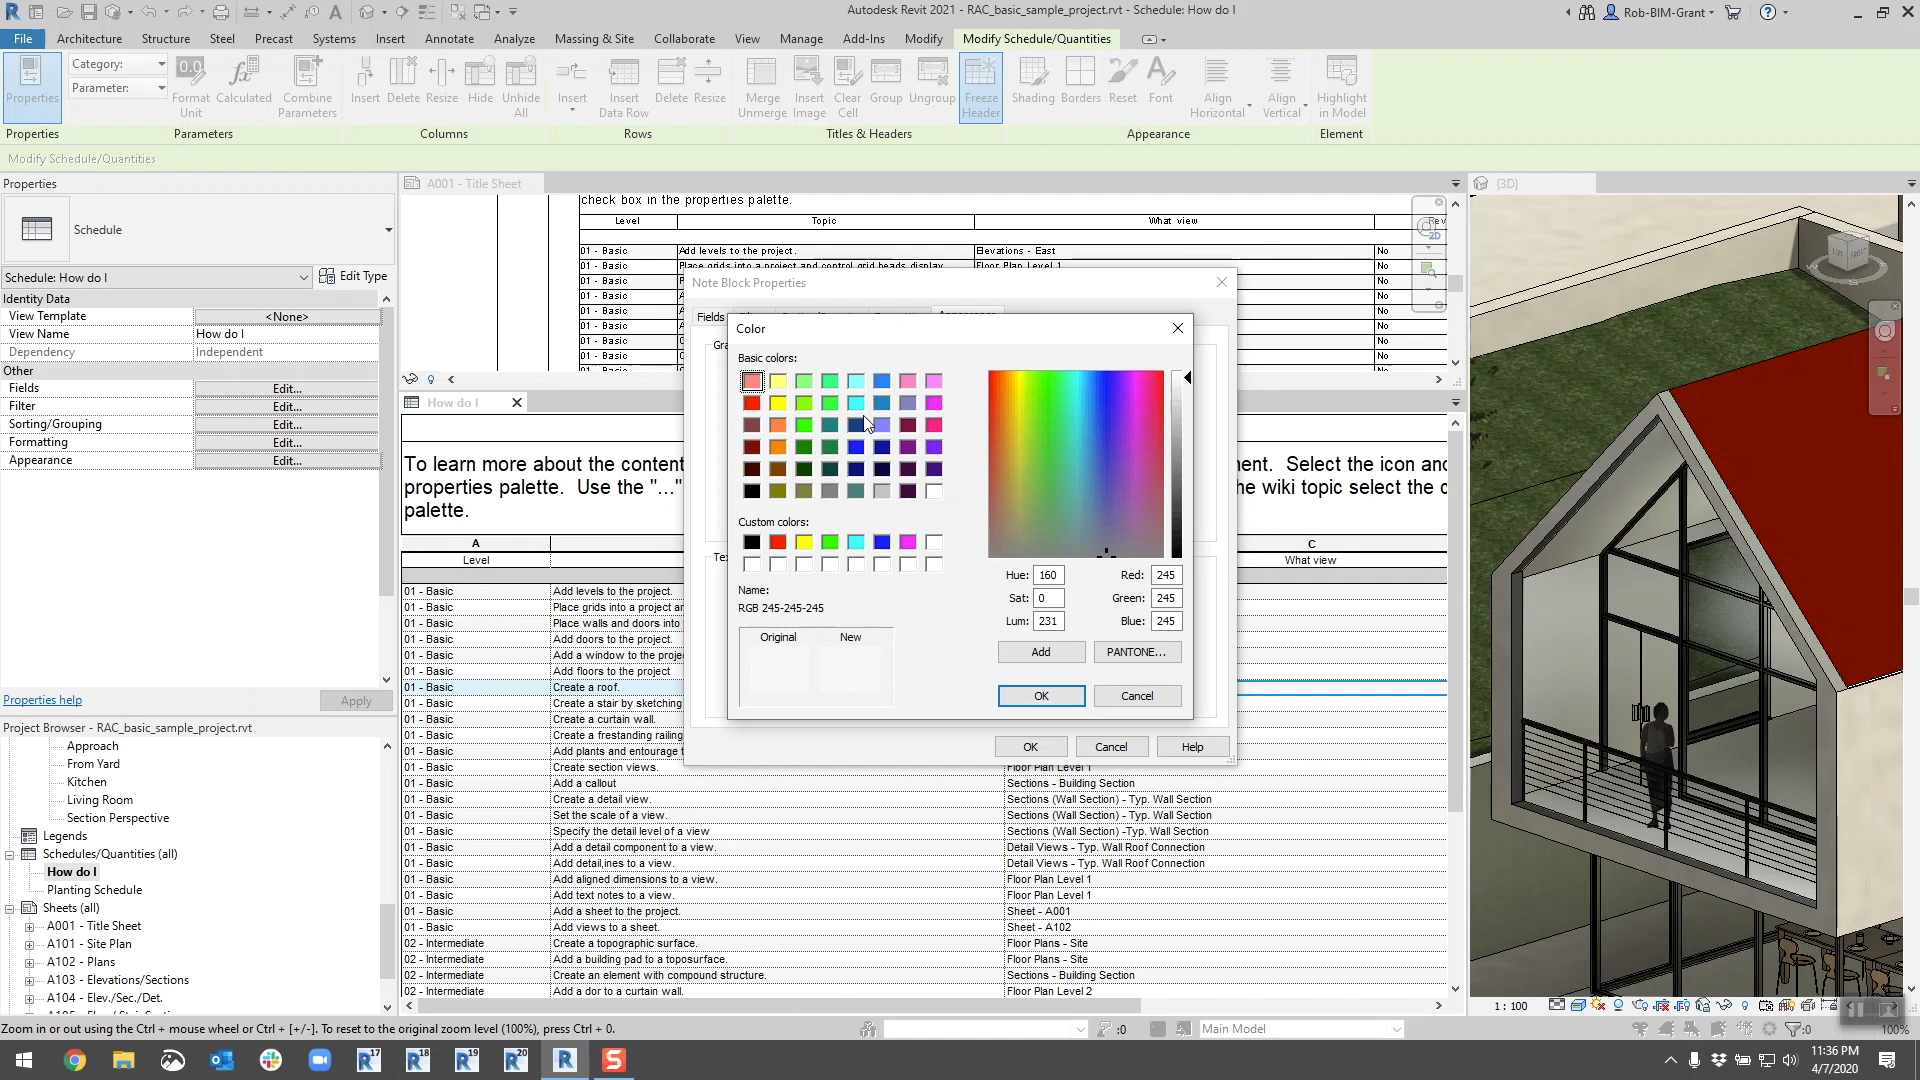 Autodesk Revit 2021 - RAC_basic_sample_project.rvt - Schedule: How do I
Rob-BIM-Grant
File Architecture Structure Steel Precast Systems Insert Annotate Analyze Massing & Site Collaborate View Manage Add-Ins Modify Modify Schedule/Quantities
Category:
Parameter:
Properties
Format Unit
Calculated
Combine Parameters
Insert Delete Resize Hide Unhide All
Insert
Insert Data Row
Delete Resize
Merge Unmerge
Insert Image
Clear Cell
Group Ungroup
Freeze Header
Shading Borders Reset Font
Align Horizontal
Align Vertical
Highlight in Model
Properties Parameters Columns Rows Titles & Headers Appearance Element
Modify Schedule/Quantities
Properties
Schedule
Schedule: How do I
Edit Type
Identity Data
View Template <None>
View Name How do I
Dependency Independent
Other
Fields Edit...
Filter Edit...
Sorting/Grouping Edit...
Formatting Edit...
Appearance Edit...
Properties help
Apply
Project Browser - RAC_basic_sample_project.rvt
Approach
From Yard
Kitchen
Living Room
Section Perspective
Legends
Schedules/Quantities (all)
How do I
Planting Schedule
Sheets (all)
A001 - Title Sheet
A101 - Site Plan
A102 - Plans
A103 - Elevations/Sections
A104 - Elev./Sec./Det.
A001 - Title Sheet
check box in the properties palette.
Level Topic What view
01 - Basic Add levels to the project. Elevations - East No
01 - Basic Place grids into a project and control grid heads display Floor Plan Level 1 No
01 - Basic No
01 - Basic No
01 - Basic No
01 - Basic No
01 - Basic No
01 - Basic No
2D
{3D}
How do I
To learn more about the content
properties palette. Use the "..."
palette.
ent. Select the icon and
he wiki topic select the c
A
C
Level
What view
01 - Basic Add levels to the project.
01 - Basic Place grids into a project an
01 - Basic Place walls and doors into
01 - Basic Add doors to the project.
01 - Basic Add a window to the proje
01 - Basic Add floors to the project
01 - Basic Create a roof.
01 - Basic Create a stair by sketching
01 - Basic Create a curtain wall.
01 - Basic Create a frestanding railing
01 - Basic Add plants and entourage t
01 - Basic Create section views. Floor Plan Level 1
01 - Basic Add a callout Sections - Building Section
01 - Basic Create a detail view. Sections (Wall Section) - Typ. Wall Section
01 - Basic Set the scale of a view. Sections (Wall Section) - Typ. Wall Section
01 - Basic Specify the detail level of a view Sections (Wall Section) -Typ. Wall Section
01 - Basic Add a detail component to a view. Detail Views - Typ. Wall Roof Connection
01 - Basic Add detail,ines to a view. Detail Views - Typ. Wall Roof Connection
01 - Basic Add aligned dimensions to a view. Floor Plan Level 1
01 - Basic Add text notes to a view. Floor Plan Level 1
01 - Basic Add a sheet to the project. Sheet - A001
01 - Basic Add views to a sheet. Sheet - A102
02 - Intermediate Create a topographic surface. Floor Plans - Site
02 - Intermediate Add a building pad to a toposurface. Floor Plans - Site
02 - Intermediate Create an element with compound structure. Sections - Building Section
02 - Intermediate Add a dor to a curtain wall. Floor Plan Level 2
Note Block Properties
Fields
Gra
Te
OK Cancel Help
Color
Basic colors:
Custom colors:
Name:
RGB 245-245-245
Original New
Hue: 160 Red: 245
Sat: 0 Green: 245
Lum: 231 Blue: 245
Add PANTONE...
OK Cancel
1 : 100
Zoom in or out using the Ctrl + mouse wheel or Ctrl + [+/-]. To reset to the original zoom level (100%), press Ctrl + 0.
:0
Main Model
:0
100%
R17 R18 R19 R20 R S
11:36 PM
4/7/2020